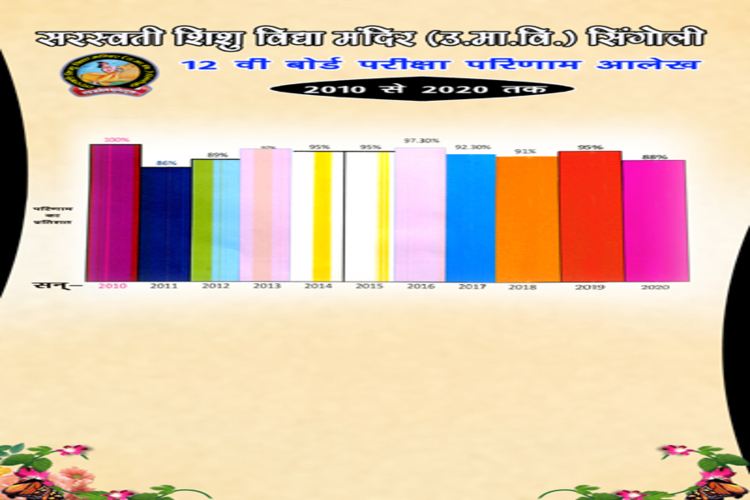 सरस्वती शिशु विद्या मंदिर (उ.मा.वि.) सिंगोली
12 वी बोर्ड परीक्षा परिणाम आलेख
2010 से 2020 तक
100% 86% 89% 95% 95% 97.30% 92.30% 91% 95% 88%
परिणाम
का
प्रतिशत
सन्– 2010 2011 2012 2013 2014 2015 2016 2017 2018 2019 2020